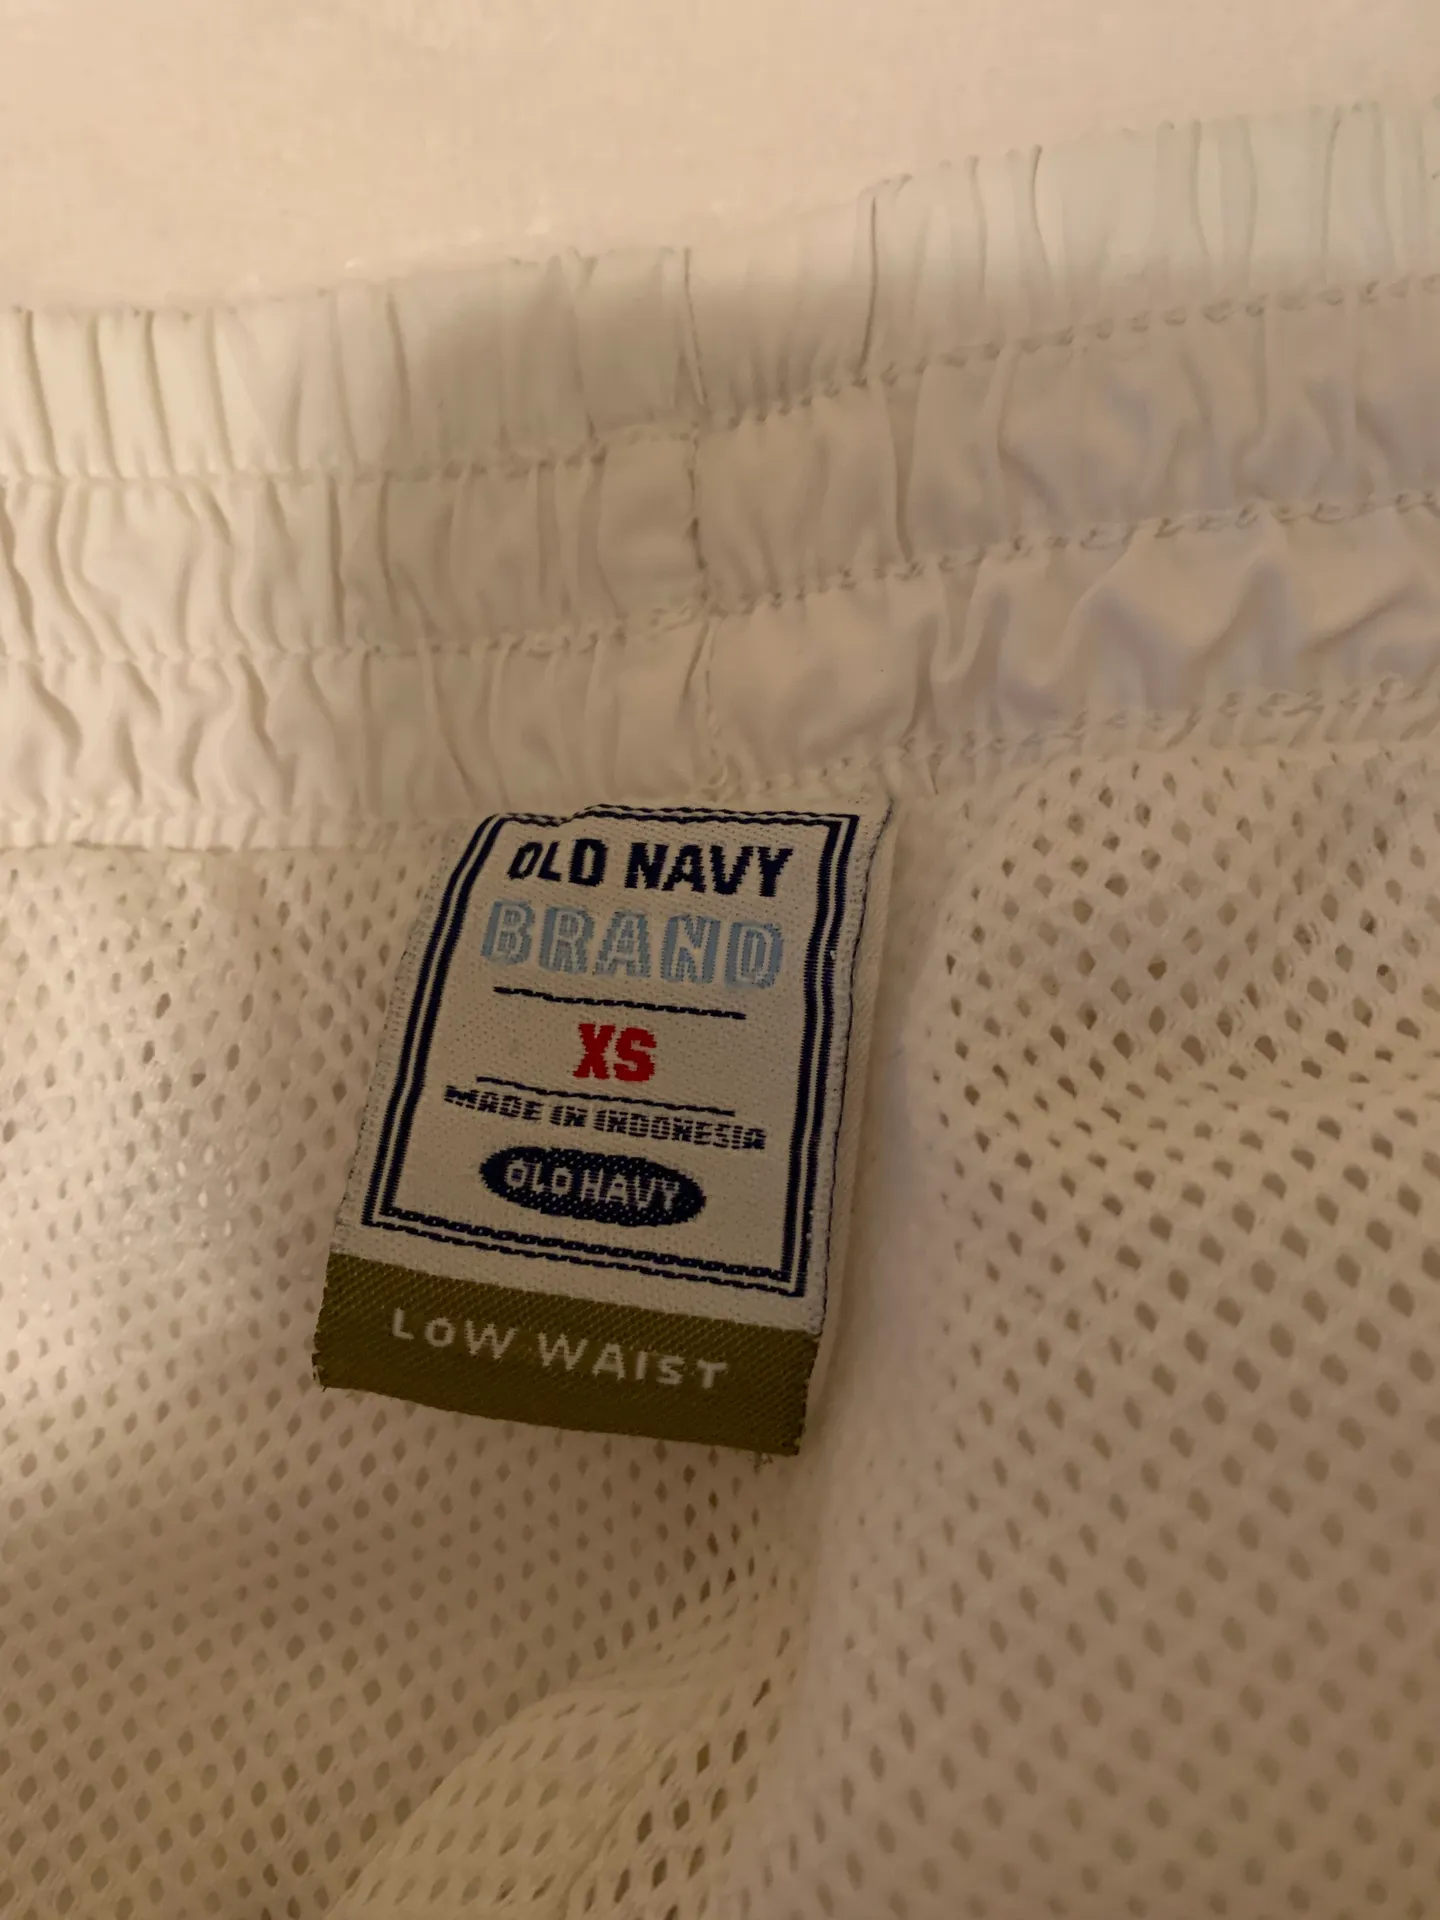 OLD NAVY
BRAND
XS
MADE IN INDONESIA
OLD NAVY
LOW WAIST